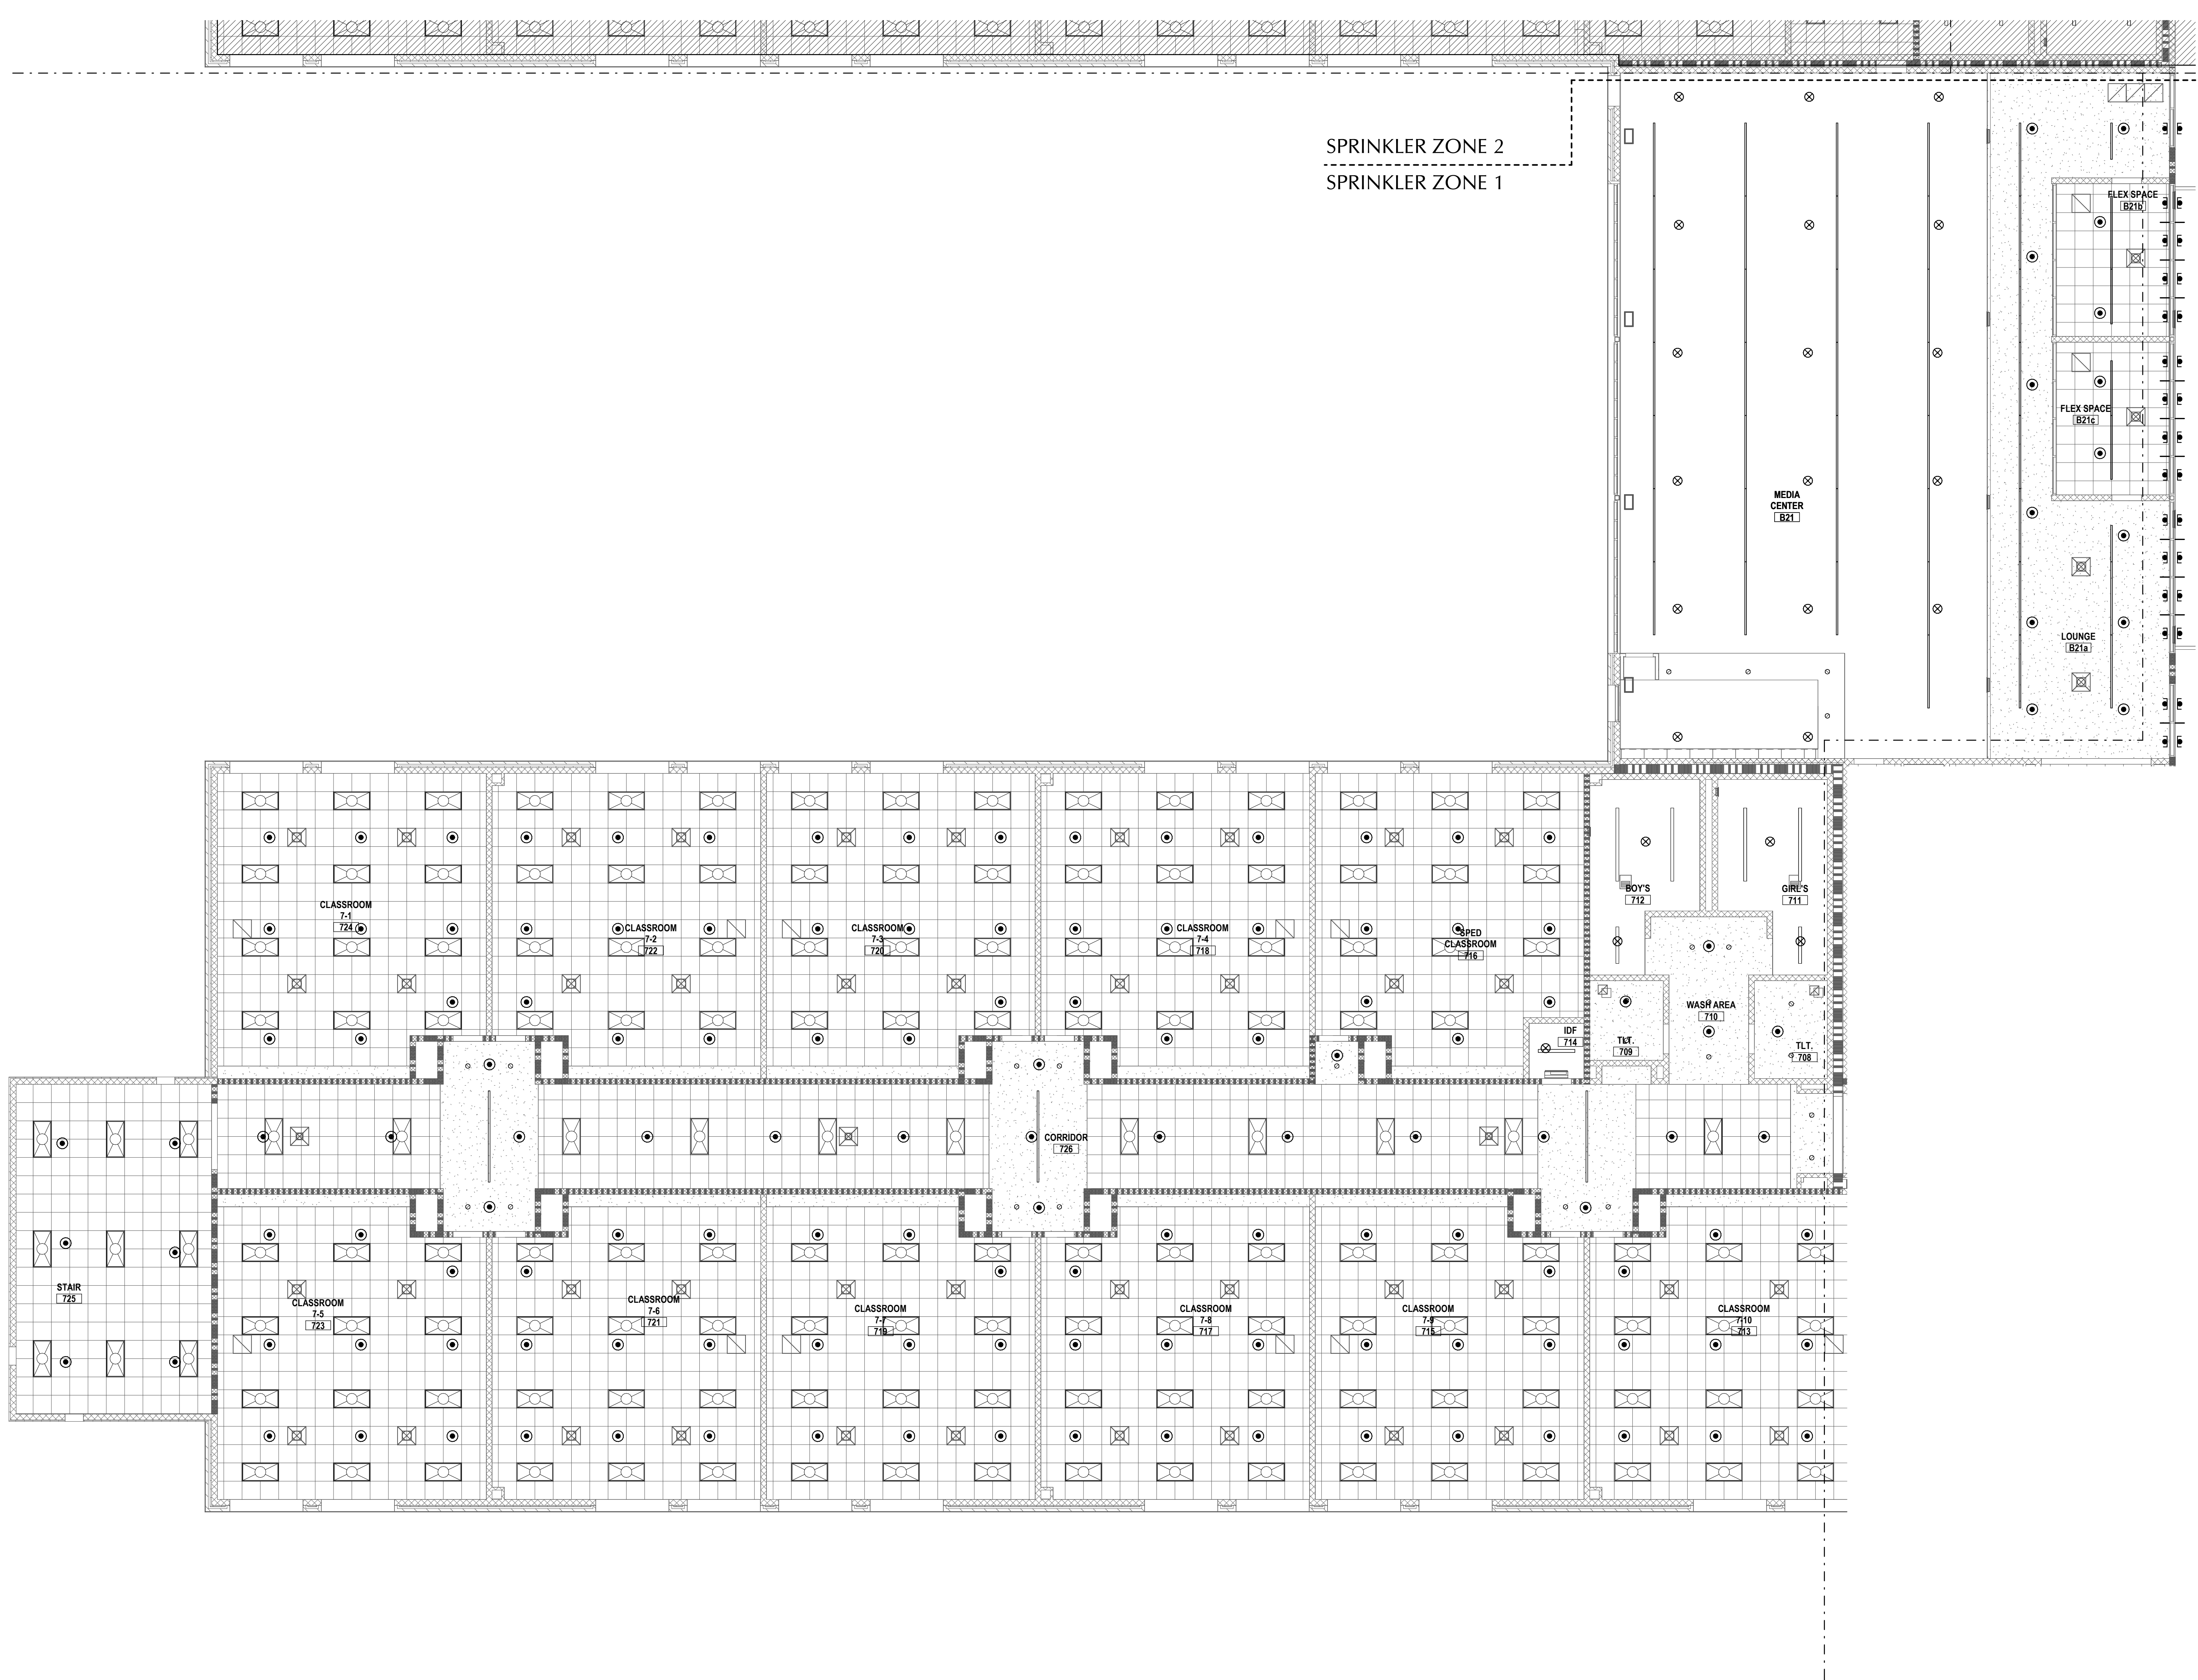 SPRINKLER ZONE 2
SPRINKLER ZONE 1
FLEX SPACE
B21b
FLEX SPACE
B21c
MEDIA
CENTER
B21
LOUNGE
B21a
CLASSROOM
7-1
724
CLASSROOM
7-2
722
CLASSROOM
7-3
720
CLASSROOM
7-4
718
SPED
CLASSROOM
716
BOY'S
712
GIRL'S
711
WASH AREA
710
IDF
714
TLT.
709
TLT.
708
CORRIDOR
726
STAIR
725
CLASSROOM
7-5
723
CLASSROOM
7-6
721
CLASSROOM
7-7
719
CLASSROOM
7-8
717
CLASSROOM
7-9
715
CLASSROOM
7-10
713